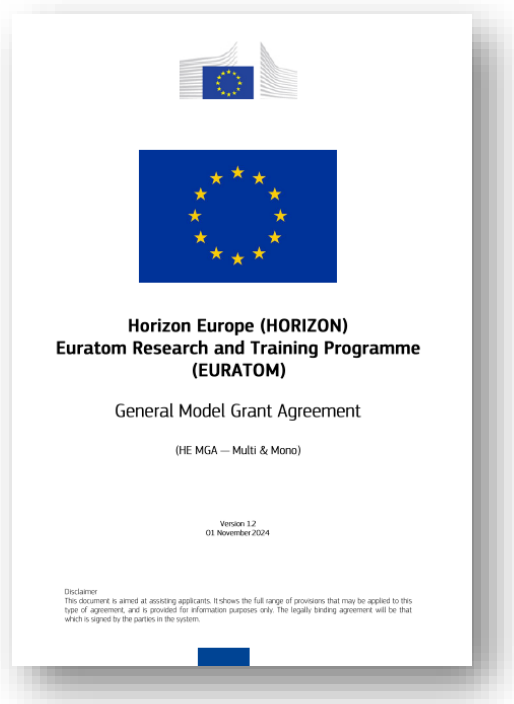 Horizon Europe (HORIZON)
Euratom Research and Training Programme
(EURATOM)
General Model Grant Agreement
(HE MGA — Multi & Mono)
Version 1.2
01 November 2024
Disclaimer
This document is aimed at assisting applicants. It shows the full range of provisions that may be applied to this
type of agreement, and is provided for information purposes only. The legally binding agreement will be that
which is signed by the parties in the system.